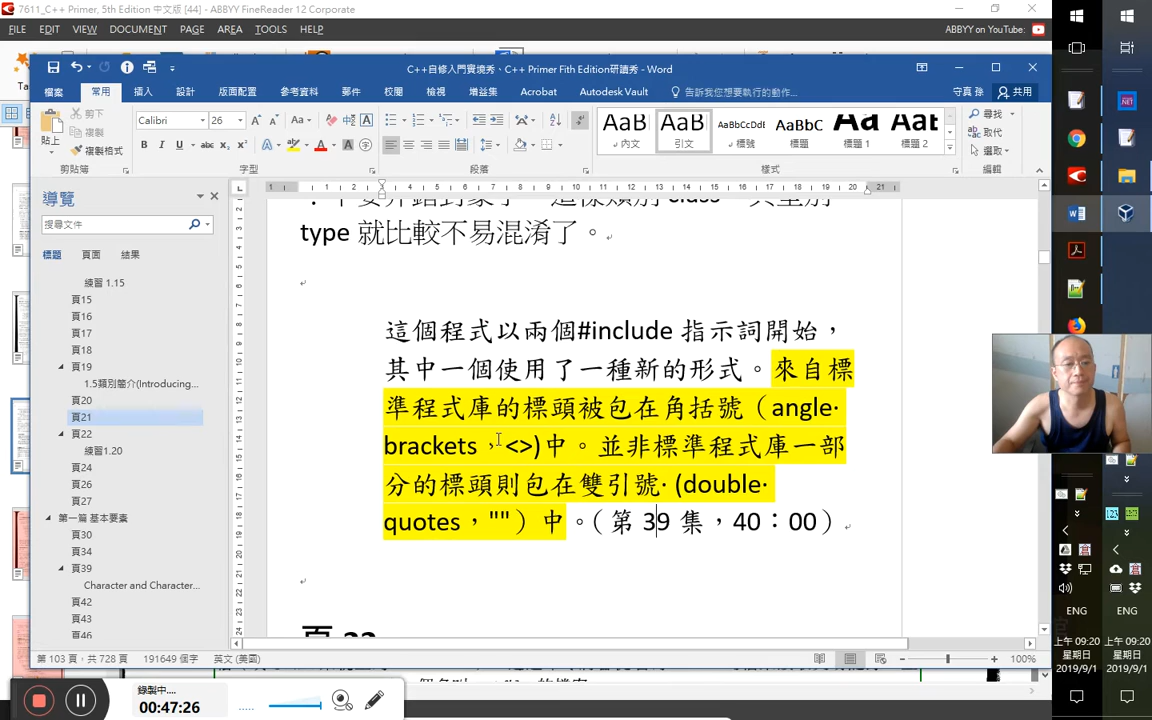 7611_C++ Primer, 5th Edition 中文版 [44] - ABBYY FineReader 12 Corporate
FILE EDIT VIEW DOCUMENT PAGE AREA TOOLS HELP
ABBYY on YouTube
C++自修入門實境秀、C++ Primer Fith Edition研讀秀 - Word
檔案 常用 插入 設計 版面配置 參考資料 郵件 校閱 檢視 增益集 Acrobat Autodesk Vault 告訴我您想要執行的動作... 守真 孫 共用
貼上 剪下 複製 複製格式
Calibri 26
AaBb AaBb AaBbCcDdE AaBbC AaB AaBb
內文 引文 標號 標題 1 標題 2
尋找 取代 選取
剪貼簿 字型 段落 樣式 編輯
導覽
搜尋文件
標題 頁面 結果
練習 1.15
頁15
頁16
頁17
頁18
頁19
1.5類別簡介(Introducing...
頁20
頁21
頁22
練習1.20
頁24
頁26
頁27
第一篇 基本要素
頁30
頁34
頁39
Character and Character...
頁42
頁43
頁46
type 就比較不易混淆了。
這個程式以兩個#include 指示詞開始，
其中一個使用了一種新的形式。來自標
準程式庫的標頭被包在角括號（angle
brackets，<>)中。並非標準程式庫一部
分的標頭則包在雙引號 (double
quotes，""）中。（第 39 集，40：00）
第 103 頁，共 728 頁 191649 個字 英文 (美國)
100%
錄製中....
00:47:26
ENG ENG
上午 09:20 上午 09:20
星期日 星期日
2019/9/1 2019/9/1